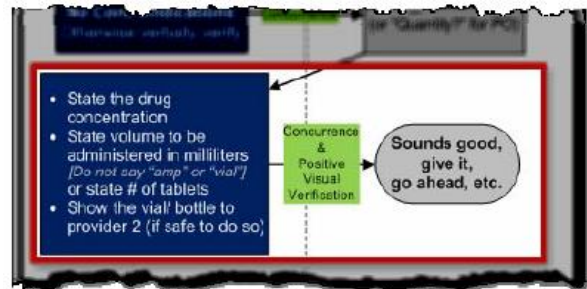 (or "Quantity?" for PO)
• State the drug
concentration
• State volume to be
administered in milliliters
[Do not say "amp" or "vial"]
or state # of tablets
• Show the vial/ bottle to
provider 2 (if safe to do so)
Concurrence
&
Positive
Visual
Verification
Sounds good,
give it,
go ahead, etc.